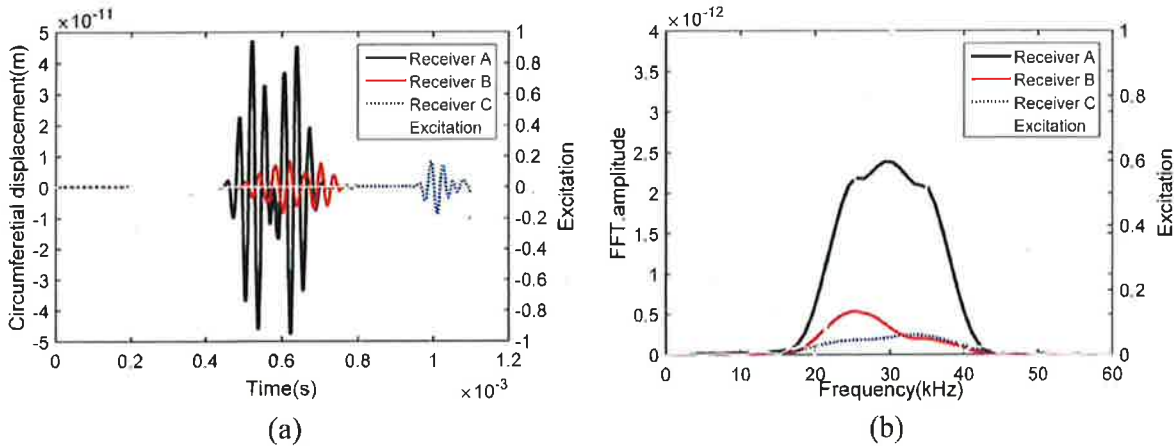 ×10⁻¹¹
5
4
3
2
1
0
-1
-2
-3
-4
-5
Circumferetial displacement(m)
0 0.2 0.4 0.6 0.8 1 1.2
Time(s)
×10⁻³
1
0.8
0.6
0.4
0.2
0
-0.2
-0.4
-0.6
-0.8
-1
Excitation
Receiver A
Receiver B
Receiver C
Excitation
(a)
×10⁻¹²
4
3.5
3
2.5
2
1.5
1
0.5
0
FFT.amplitude
0 10 20 30 40 50 60
Frequency(kHz)
1
0.8
0.6
0.4
0.2
0
Excitation
Receiver A
Receiver B
Receiver C
Excitation
(b)